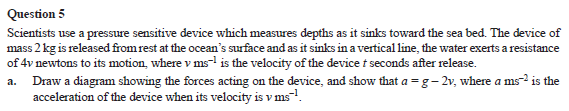 Question 5
Scientists use a pressure sensitive device which measures depths as it sinks toward the sea bed. The device of
mass 2 kg is released from rest at the ocean's surface and as it sinks in a vertical line, the water exerts a resistance
of 4v newtons to its motion, where v ms⁻¹ is the velocity of the device t seconds after release.
a. Draw a diagram showing the forces acting on the device, and show that a = g – 2v, where a ms⁻² is the
acceleration of the device when its velocity is v ms⁻¹.